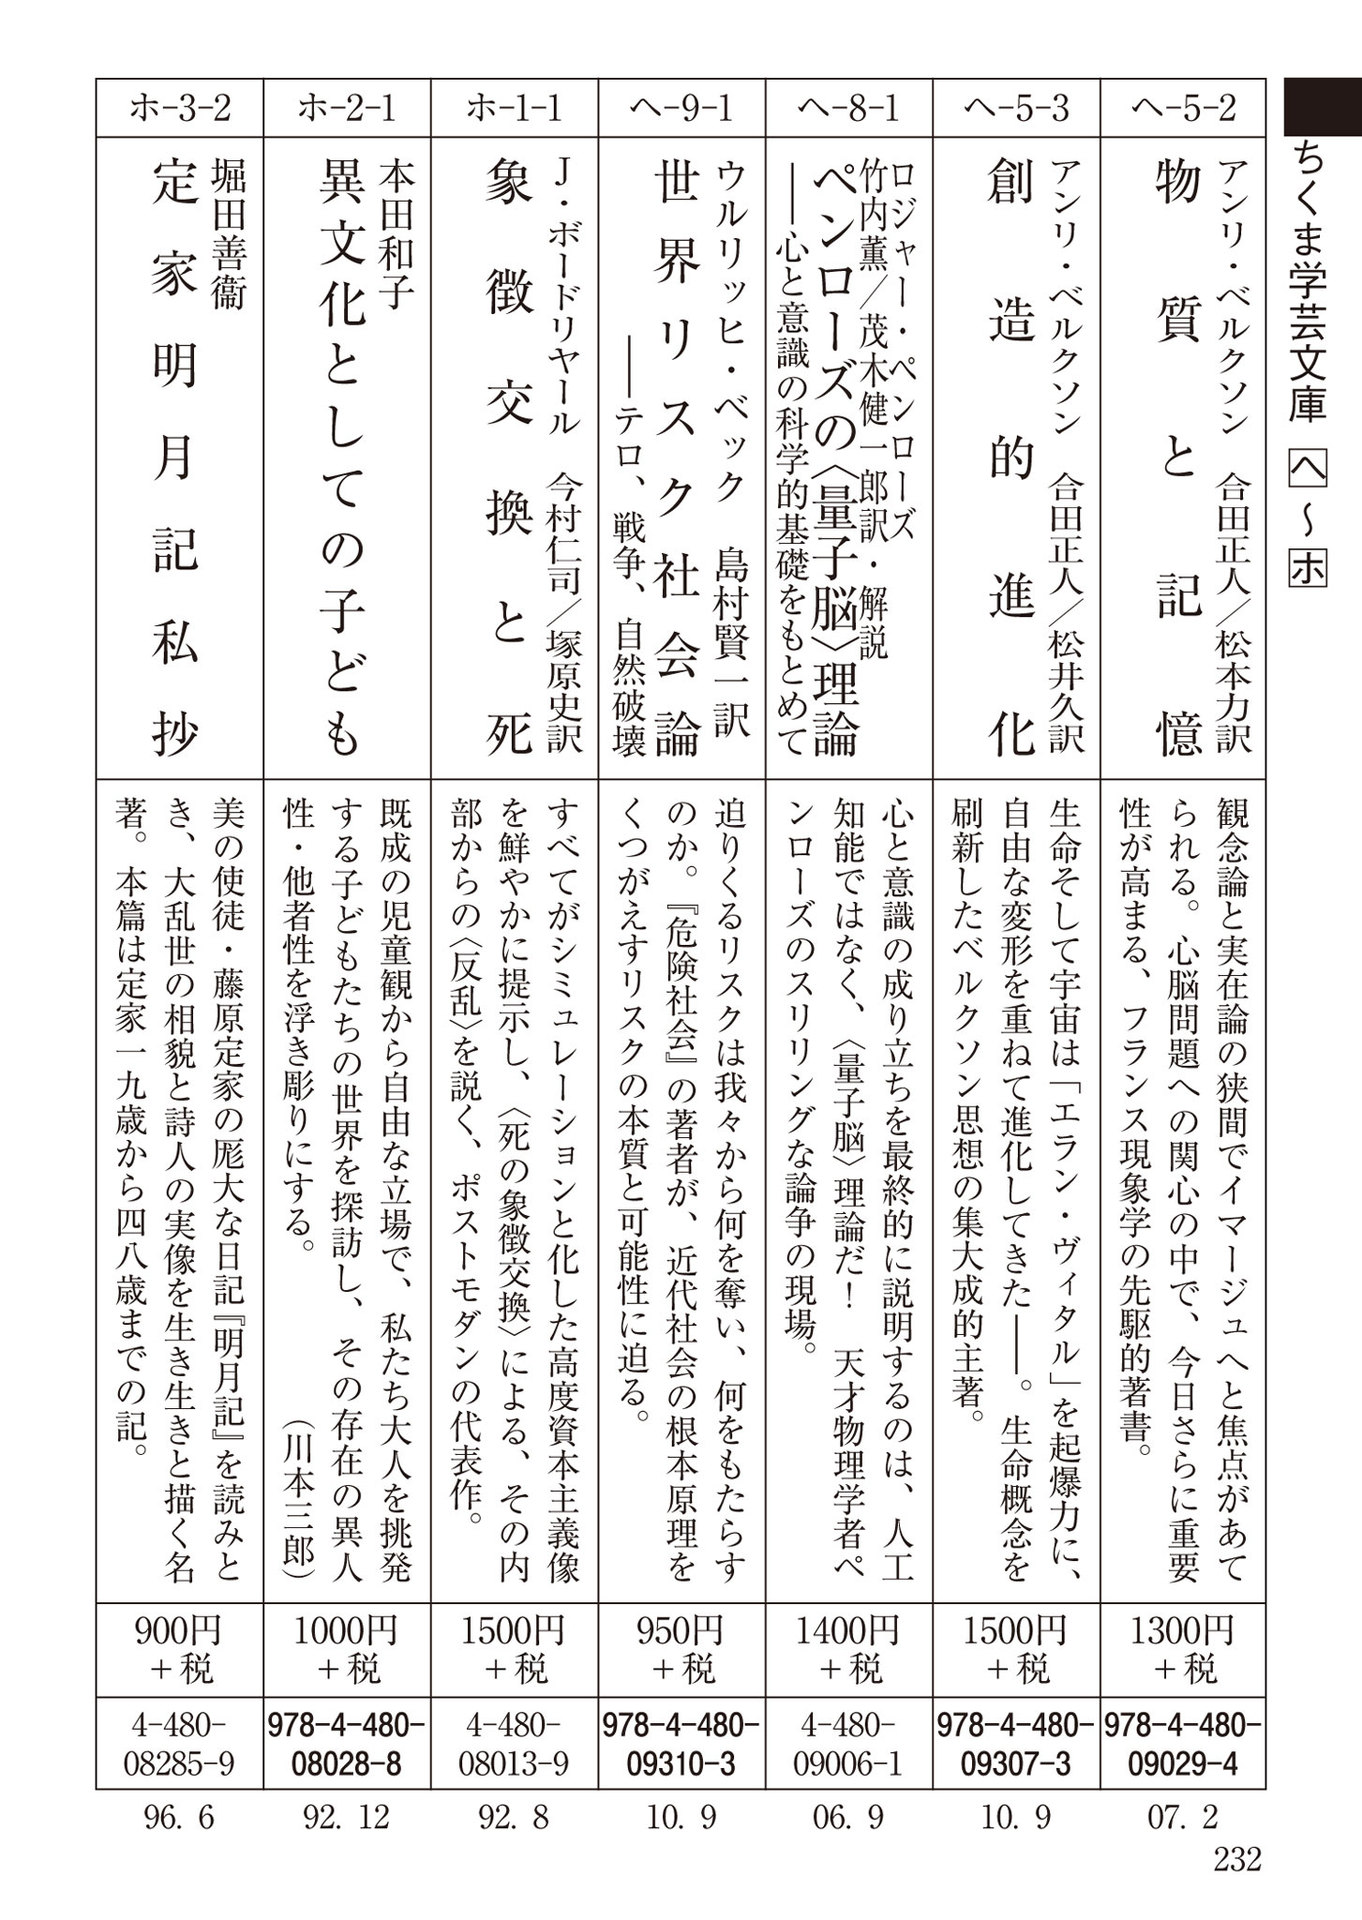 ちくま学芸文庫 ヘ〜ホ
ヘ-5-2
アンリ・ベルクソン 合田正人／松本力訳
物質と記憶
観念論と実在論の狭間でイマージュへと焦点があて
られる。心脳問題への関心の中で、今日さらに重要
性が高まる、フランス現象学の先駆的著書。
1300円
+税
978-4-480-
09029-4
07. 2
ヘ-5-3
アンリ・ベルクソン 合田正人／松井久訳
創造的進化
生命そして宇宙は「エラン・ヴィタル」を起爆力に、
自由な変形を重ねて進化してきた――。生命概念を
刷新したベルクソン思想の集大成的主著。
1500円
+税
978-4-480-
09307-3
10. 9
ヘ-8-1
ロジャー・ペンローズ
竹内薫／茂木健一郎訳・解説
ペンローズの〈量子脳〉理論
――心と意識の科学的基礎をもとめて
心と意識の成り立ちを最終的に説明するのは、人工
知能ではなく、〈量子脳〉理論だ！ 天才物理学者ペ
ンローズのスリリングな論争の現場。
1400円
+税
4-480-
09006-1
06. 9
ヘ-9-1
ウルリッヒ・ベック 島村賢一訳
世界リスク社会論
――テロ、戦争、自然破壊
迫りくるリスクは我々から何を奪い、何をもたらす
のか。『危険社会』の著者が、近代社会の根本原理を
くつがえすリスクの本質と可能性に迫る。
950円
+税
978-4-480-
09310-3
10. 9
ホ-1-1
J・ボードリヤール 今村仁司／塚原史訳
象徴交換と死
すべてがシミュレーションと化した高度資本主義像
を鮮やかに提示し、〈死の象徴交換〉による、その内
部からの〈反乱〉を説く、ポストモダンの代表作。
1500円
+税
4-480-
08013-9
92. 8
ホ-2-1
本田和子
異文化としての子ども
既成の児童観から自由な立場で、私たち大人を挑発
する子どもたちの世界を探訪し、その存在の異人
性・他者性を浮き彫りにする。 （川本三郎）
1000円
+税
978-4-480-
08028-8
92. 12
ホ-3-2
堀田善衞
定家明月記私抄
美の使徒・藤原定家の厖大な日記『明月記』を読みと
き、大乱世の相貌と詩人の実像を生き生きと描く名
著。本篇は定家一九歳から四八歳までの記。
900円
+税
4-480-
08285-9
96. 6
232